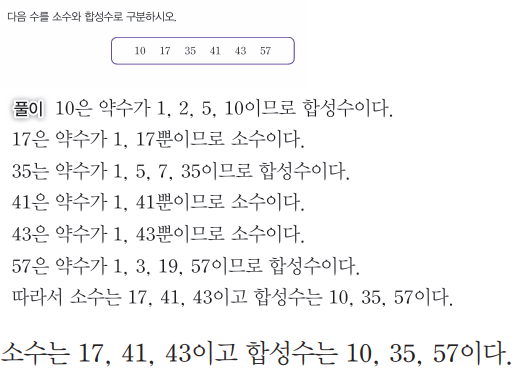 다음 수를 소수와 합성수로 구분하시오.
10 17 35 41 43 57
풀이 10은 약수가 1, 2, 5, 10이므로 합성수이다.
17은 약수가 1, 17뿐이므로 소수이다.
35는 약수가 1, 5, 7, 35이므로 합성수이다.
41은 약수가 1, 41뿐이므로 소수이다.
43은 약수가 1, 43뿐이므로 소수이다.
57은 약수가 1, 3, 19, 57이므로 합성수이다.
따라서 소수는 17, 41, 43이고 합성수는 10, 35, 57이다.
소수는 17, 41, 43이고 합성수는 10, 35, 57이다.